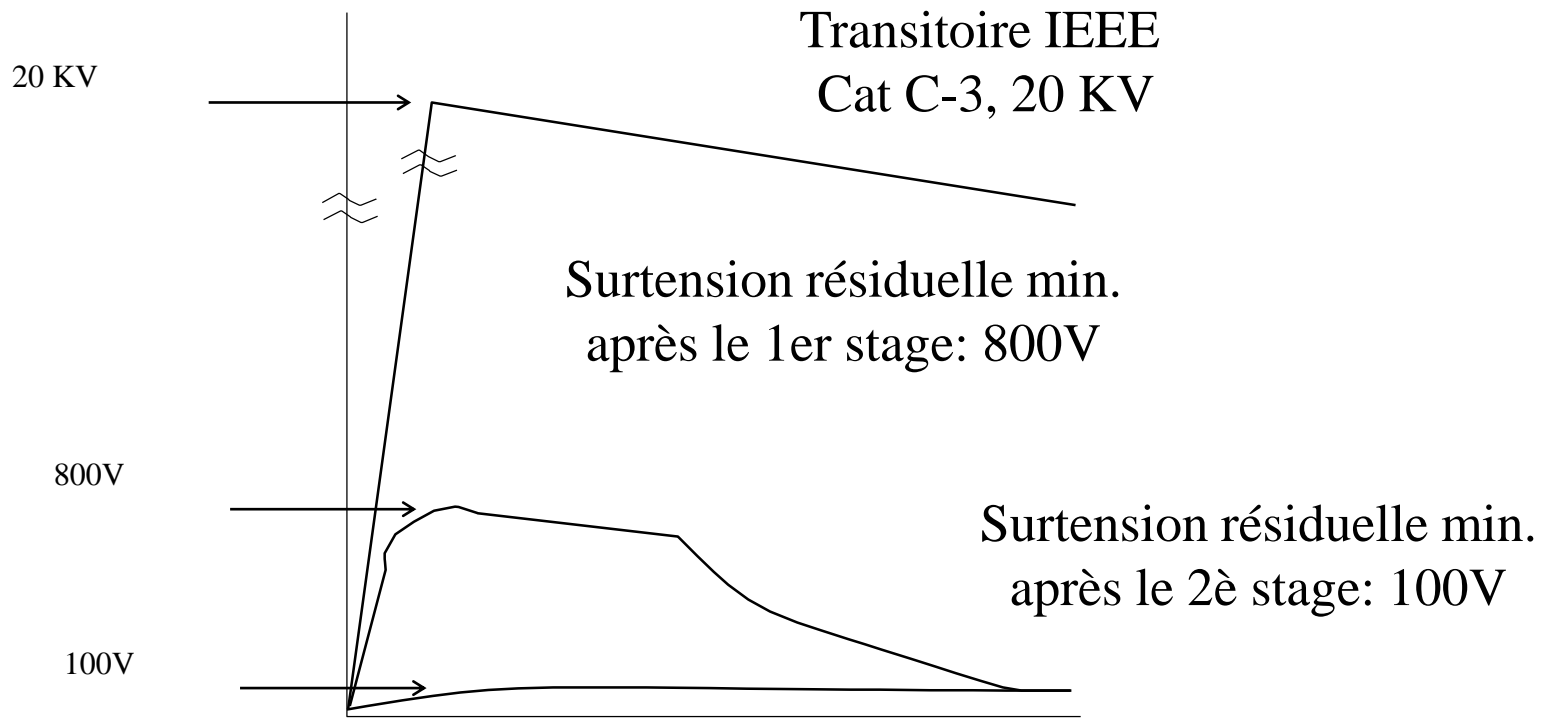 Transitoire IEEE
Cat C-3, 20 KV
20 KV
Surtension résiduelle min.
après le 1er stage: 800V
800V
Surtension résiduelle min.
après le 2è stage: 100V
100V